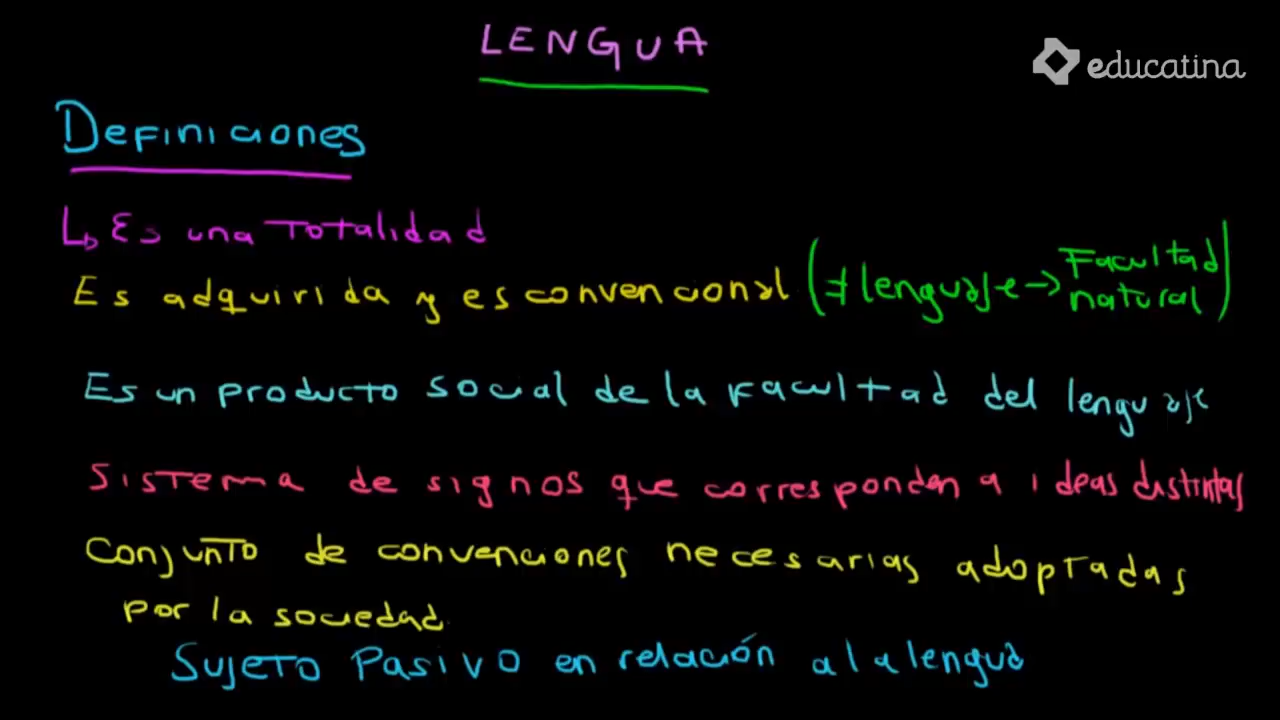 LENGUA
educatina
Definiciones
Es una totalidad
Es adquirida y es convencional (≠ lenguaje → Facultad natural)
Es un producto social de la facultad del lenguaje
Sistema de signos que corresponden a ideas distintas
Conjunto de convenciones necesarias adoptadas
por la sociedad
Sujeto Pasivo en relación a la lengua